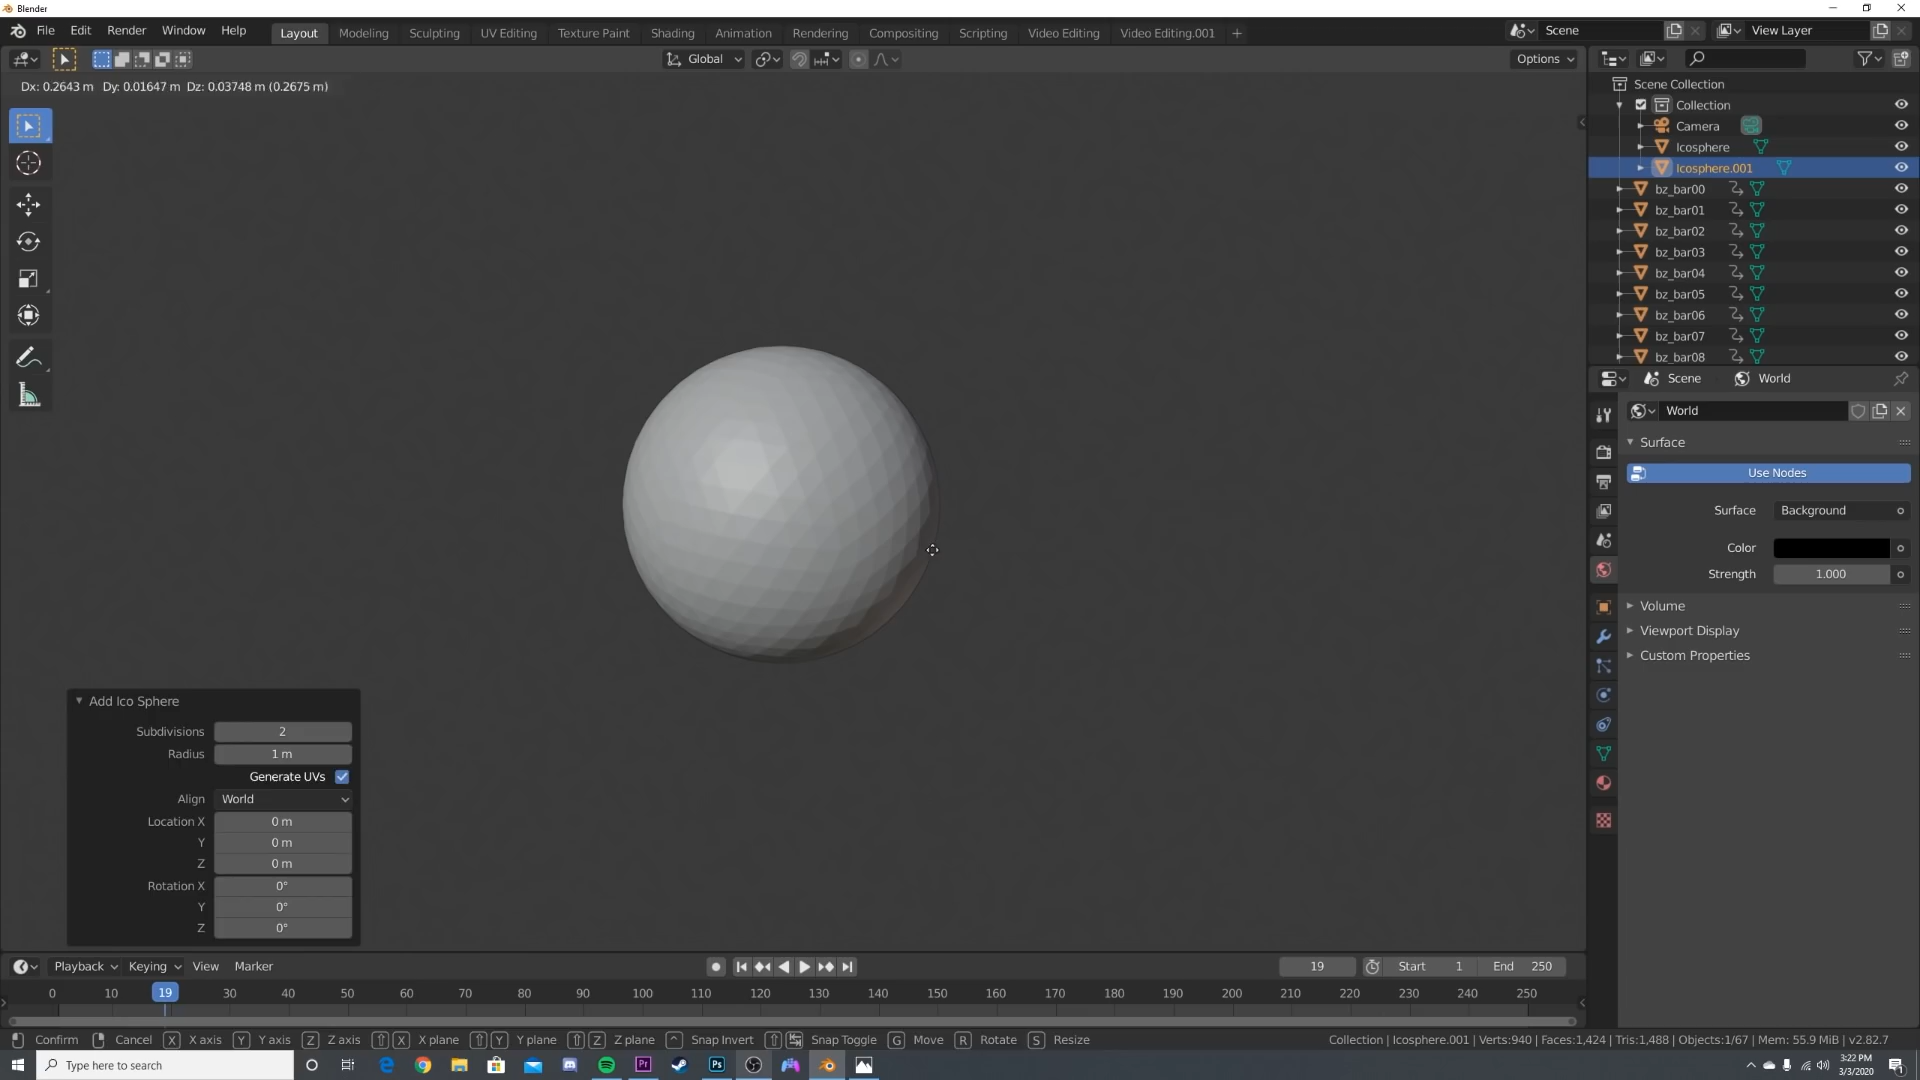 Blender
File Edit Render Window Help Layout Modeling Sculpting UV Editing Texture Paint Shading Animation Rendering Compositing Scripting Video Editing Video Editing.001 + Scene View Layer
Global Options
Dx: 0.2643 m Dy: 0.01647 m Dz: 0.03748 m (0.2675 m)
Scene Collection
Collection
Camera
Icosphere
Icosphere.001
bz_bar00
bz_bar01
bz_bar02
bz_bar03
bz_bar04
bz_bar05
bz_bar06
bz_bar07
bz_bar08
Scene World
World
Surface
Use Nodes
Surface Background
Color
Strength 1.000
Volume
Viewport Display
Custom Properties
Add Ico Sphere
Subdivisions 2
Radius 1 m
Generate UVs
Align World
Location X 0 m
Y 0 m
Z 0 m
Rotation X 0°
Y 0°
Z 0°
Playback Keying View Marker 19 Start 1 End 250
0 10 19 30 40 50 60 70 80 90 100 110 120 130 140 150 160 170 180 190 200 210 220 230 240 250
Confirm Cancel X X axis Y Y axis Z Z axis X X plane Y Y plane Z Z plane Snap Invert Snap Toggle G Move R Rotate S Resize Collection | Icosphere.001 | Verts:940 | Faces:1,424 | Tris:1,488 | Objects:1/67 | Mem: 55.9 MiB | v2.82.7
Type here to search Pr Ps 3:22 PM
3/3/2020